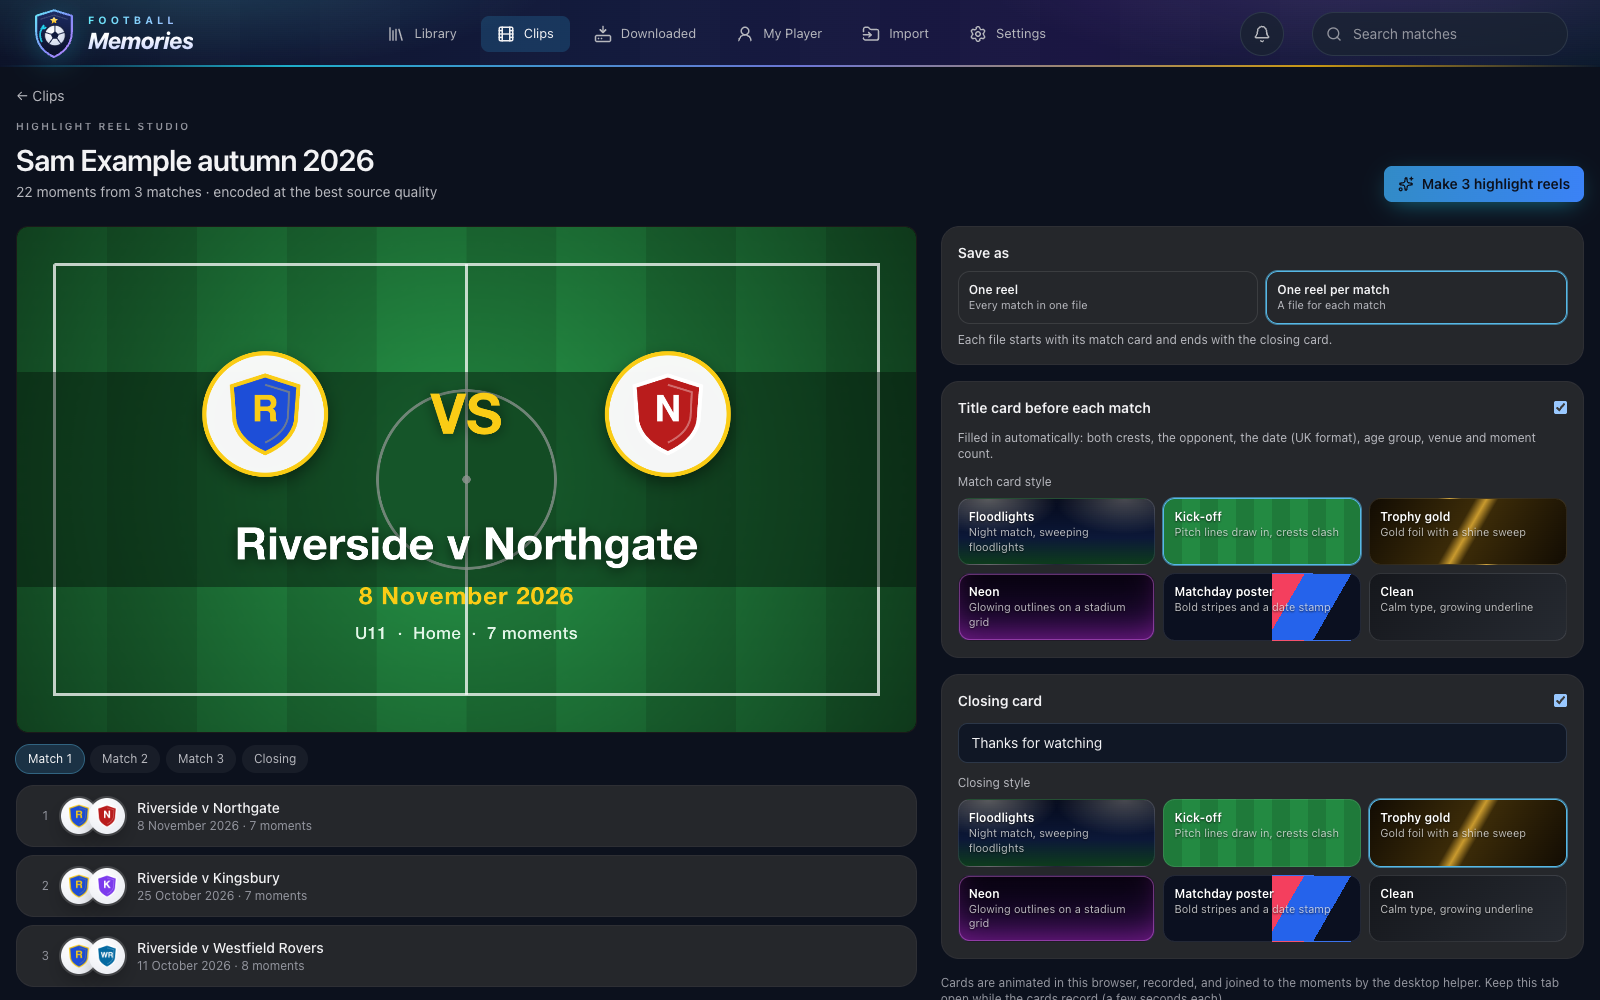 FOOTBALL
Memories
Library
Clips
Downloaded
My Player
Import
Settings
Search matches
← Clips
HIGHLIGHT REEL STUDIO
Sam Example autumn 2026
22 moments from 3 matches · encoded at the best source quality
Make 3 highlight reels
R
VS
N
Riverside v Northgate
8 November 2026
U11 · Home · 7 moments
Match 1
Match 2
Match 3
Closing
1
R
N
Riverside v Northgate
8 November 2026 · 7 moments
2
R
K
Riverside v Kingsbury
25 October 2026 · 7 moments
3
R
WR
Riverside v Westfield Rovers
11 October 2026 · 8 moments
Save as
One reel
Every match in one file
One reel per match
A file for each match
Each file starts with its match card and ends with the closing card.
Title card before each match
Filled in automatically: both crests, the opponent, the date (UK format), age group, venue and moment
count.
Match card style
Floodlights
Night match, sweeping
floodlights
Kick-off
Pitch lines draw in, crests clash
Trophy gold
Gold foil with a shine sweep
Neon
Glowing outlines on a stadium
grid
Matchday poster
Bold stripes and a date stamp
Clean
Calm type, growing underline
Closing card
Thanks for watching
Closing style
Floodlights
Night match, sweeping
floodlights
Kick-off
Pitch lines draw in, crests clash
Trophy gold
Gold foil with a shine sweep
Neon
Glowing outlines on a stadium
grid
Matchday poster
Bold stripes and a date stamp
Clean
Calm type, growing underline
Cards are animated in this browser, recorded, and joined to the moments by the desktop helper. Keep this tab
open while the cards record (a few seconds each)